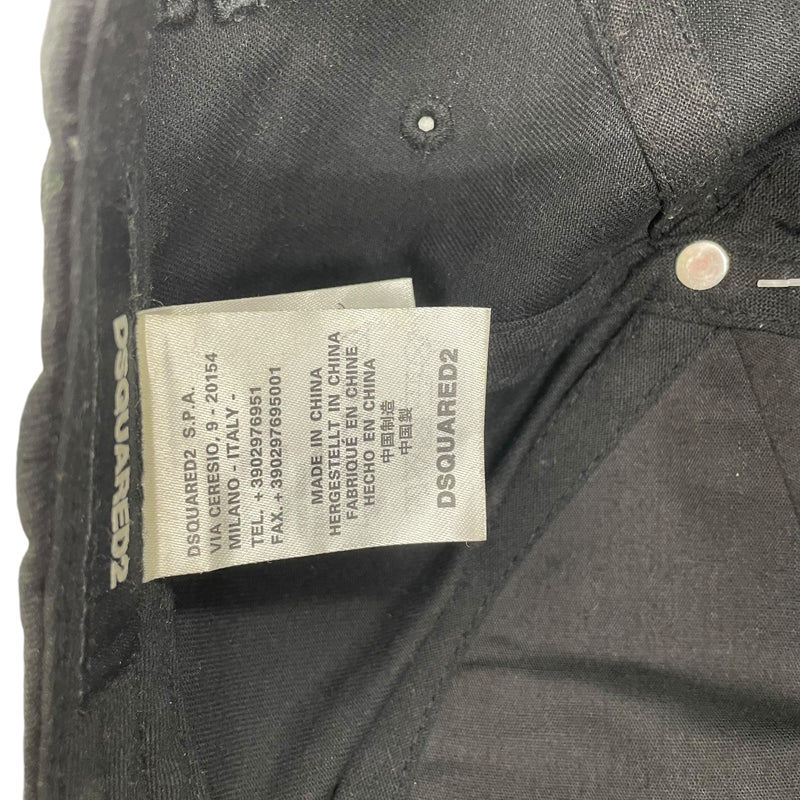 DSQUARED2
DSQUARED2 S.P.A.
VIA CERESIO, 9 - 20154
MILANO - ITALY -
TEL. +3902976951
FAX. +390297695001
MADE IN CHINA
HERGESTELLT IN CHINA
FABRIQUÉ EN CHINE
HECHO EN CHINA
中国制造
中国製
DSQUARED2